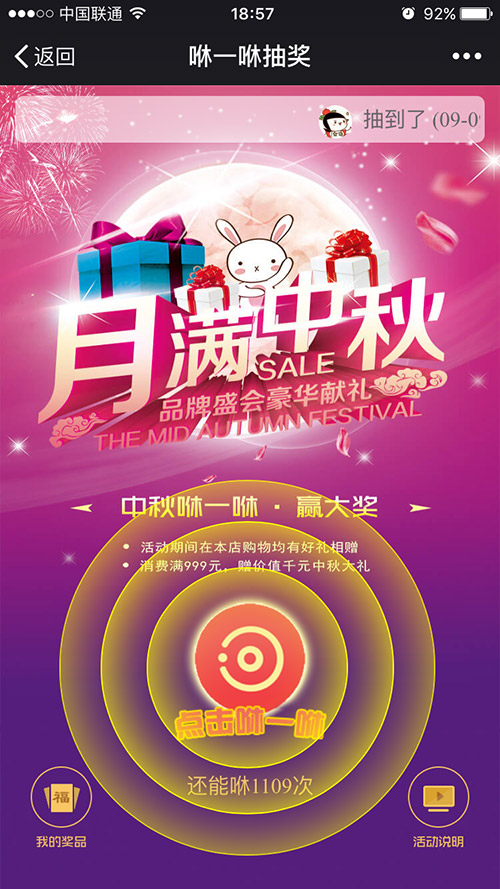 中国联通 18:57 92%
返回 咻一咻抽奖
抽到了 (09-0
月满中秋
SALE
品牌盛会豪华献礼
THE MID AUTUMN FESTIVAL
中秋咻一咻 · 赢大奖
• 活动期间在本店购物均有好礼相赠
• 消费满999元，赠价值千元中秋大礼
点击咻一咻
还能咻1109次
福
我的奖品 活动说明